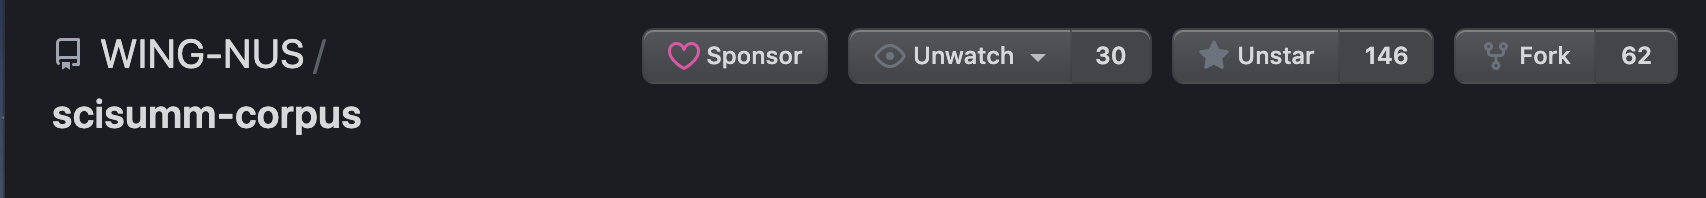 WING-NUS / Sponsor Unwatch 30 Unstar 146 Fork 62
scisumm-corpus